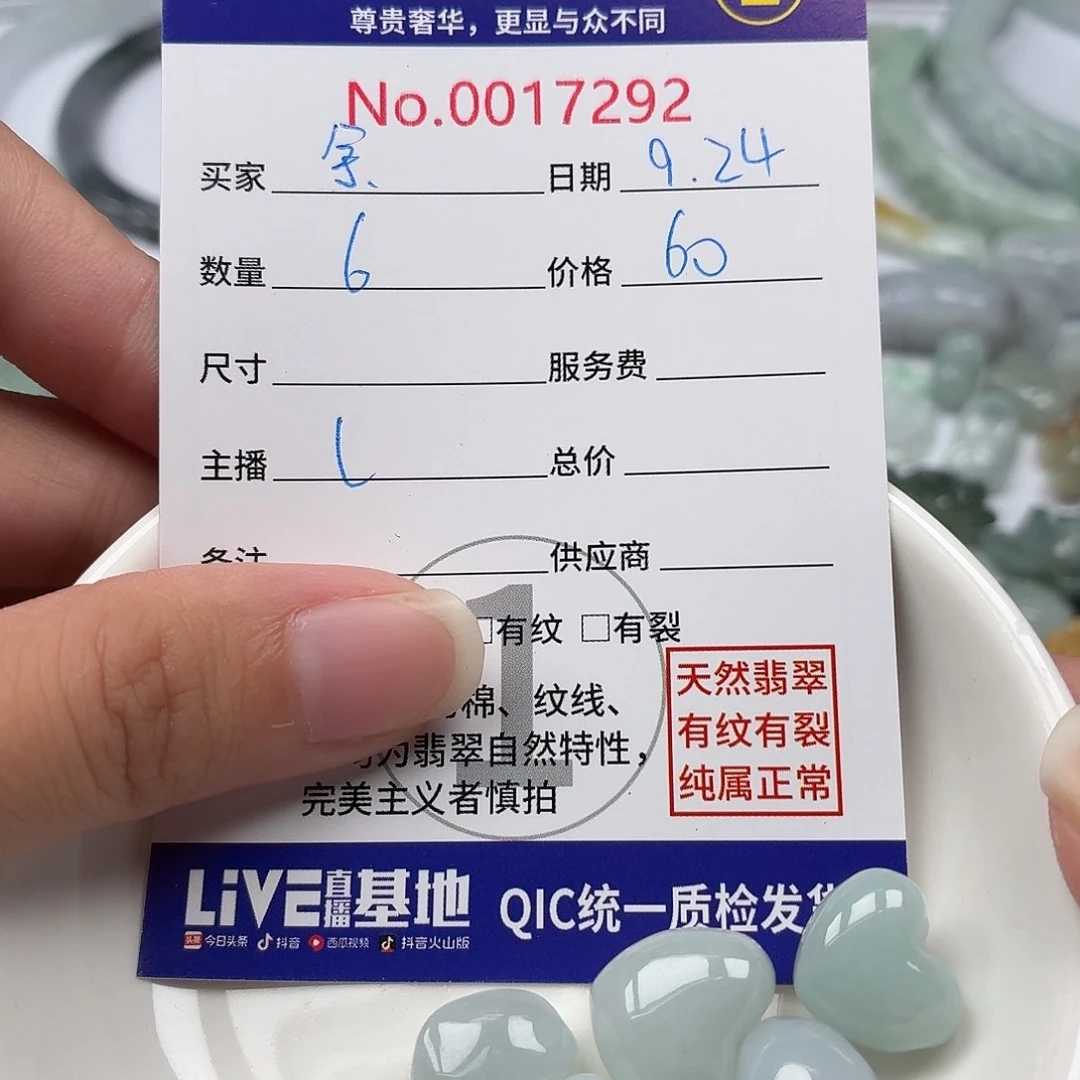 尊贵奢华，更显与众不同
No.0017292
买家 日期 9.24
数量 6 价格 60
尺寸 服务费
主播 L 总价
备注 供应商
□有纹 □有裂
棉、纹线、
为翡翠自然特性，
完美主义者慎拍
天然翡翠
有纹有裂
纯属正常
LiVE直播基地 QIC统一质检发货
今日头条 抖音 西瓜视频 抖音火山版